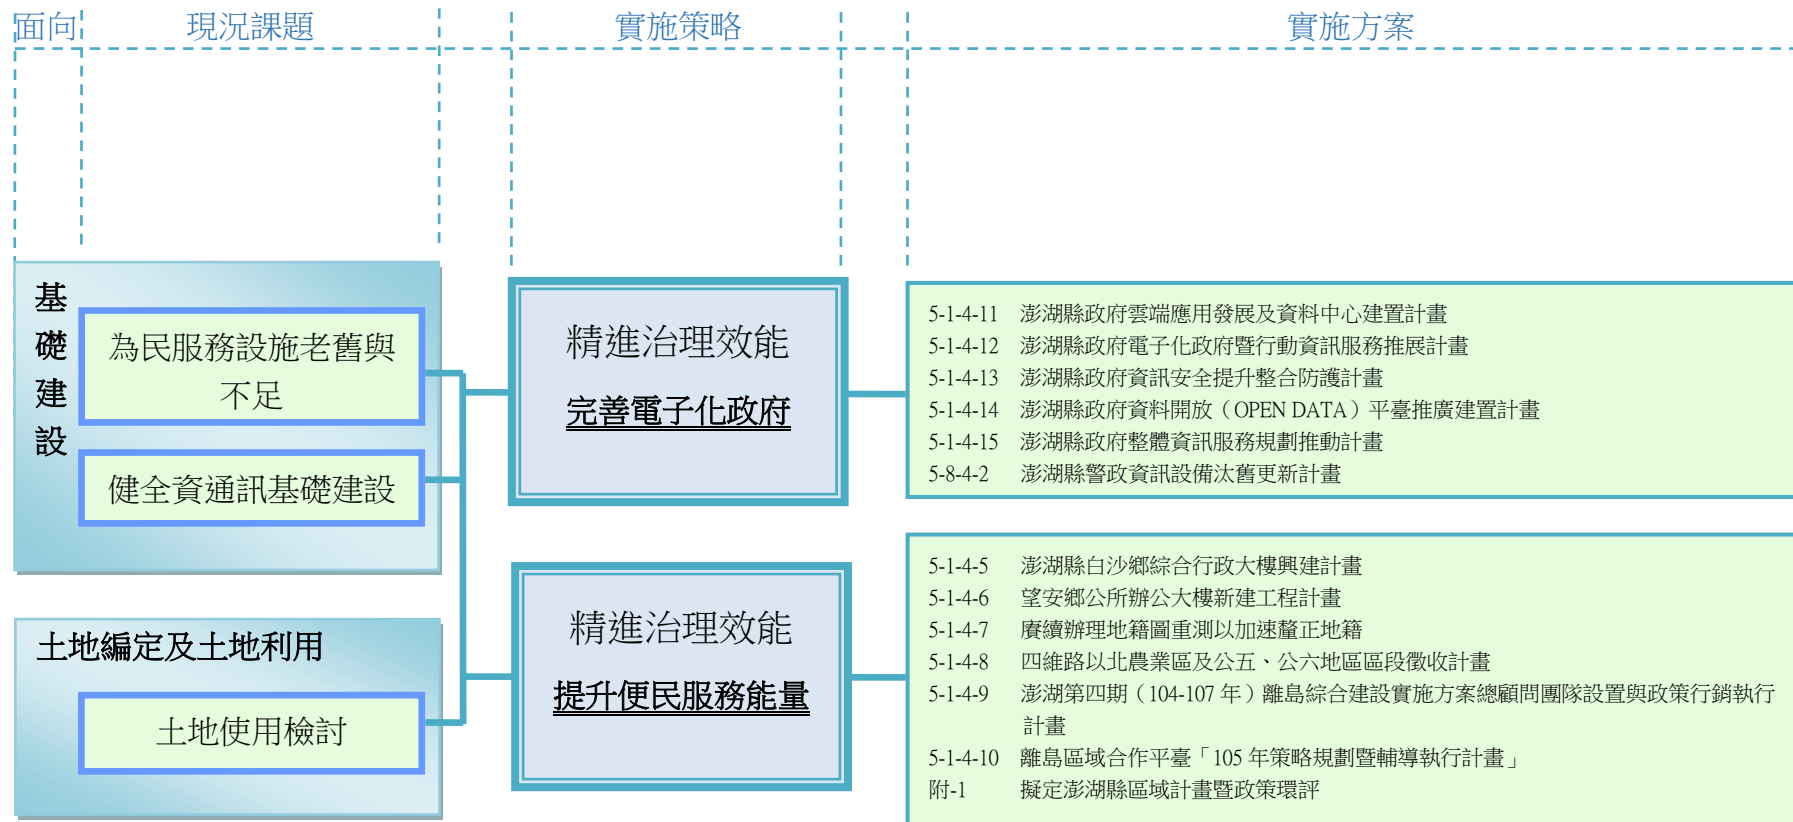 面向
現況課題
實施策略
實施方案
基
礎
建
設
為民服務設施老舊與
不足
健全資通訊基礎建設
土地編定及土地利用
土地使用檢討
精進治理效能
完善電子化政府
精進治理效能
提升便民服務能量
5-1-4-11 澎湖縣政府雲端應用發展及資料中心建置計畫
5-1-4-12 澎湖縣政府電子化政府暨行動資訊服務推展計畫
5-1-4-13 澎湖縣政府資訊安全提升整合防護計畫
5-1-4-14 澎湖縣政府資料開放（OPEN DATA）平臺推廣建置計畫
5-1-4-15 澎湖縣政府整體資訊服務規劃推動計畫
5-8-4-2 澎湖縣警政資訊設備汰舊更新計畫
5-1-4-5 澎湖縣白沙鄉綜合行政大樓興建計畫
5-1-4-6 望安鄉公所辦公大樓新建工程計畫
5-1-4-7 賡續辦理地籍圖重測以加速釐正地籍
5-1-4-8 四維路以北農業區及公五、公六地區區段徵收計畫
5-1-4-9 澎湖第四期（104-107 年）離島綜合建設實施方案總顧問團隊設置與政策行銷執行
計畫
5-1-4-10 離島區域合作平臺「105 年策略規劃暨輔導執行計畫」
附-1 擬定澎湖縣區域計畫暨政策環評